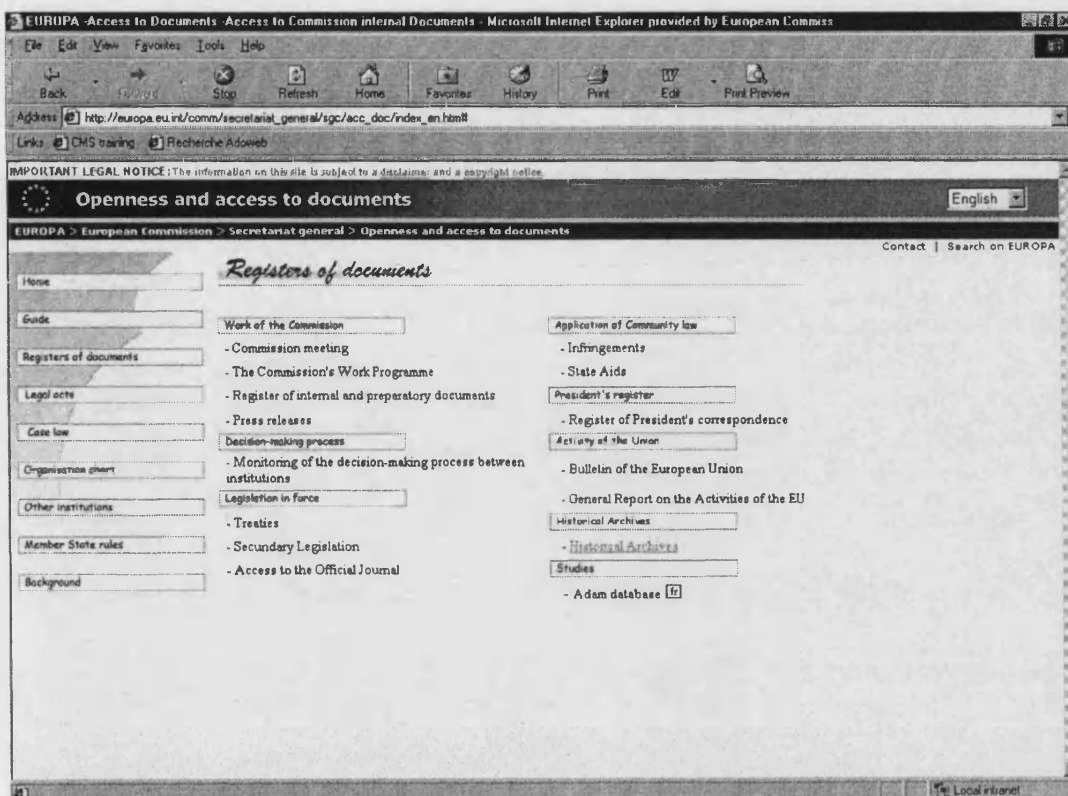 EUROPA -Access to Documents -Access to Commission internal Documents - Microsoft Internet Explorer provided by European Commiss
File Edit View Favorites Tools Help
Back Forward Stop Refresh Home Favorites History Print Edit Print Preview
Address http://europa.eu.int/comm/secretariat_general/sgc/acc_doc/index_en.htm#
Links CMS training Recherche Adoweb
IMPORTANT LEGAL NOTICE: The information on this site is subject to a disclaimer and a copyright notice
Openness and access to documents
English
EUROPA > European Commission > Secretariat general > Openness and access to documents
Contact | Search on EUROPA
Registers of documents
Home
Guide
Registers of documents
Legal acts
Case law
Organisation chart
Other institutions
Member State rules
Background
Work of the Commission
- Commission meeting
- The Commission's Work Programme
- Register of internal and preparatory documents
- Press releases
Decision-making process
- Monitoring of the decision-making process between
institutions
Legislation in force
- Treaties
- Secundary Legislation
- Access to the Official Journal
Application of Community law
- Infringements
- State Aids
President's register
- Register of President's correspondence
Activity of the Union
- Bulletin of the European Union
- General Report on the Activities of the EU
Historical Archives
- Historical Archives
Studies
- Adam database fr
Local intranet